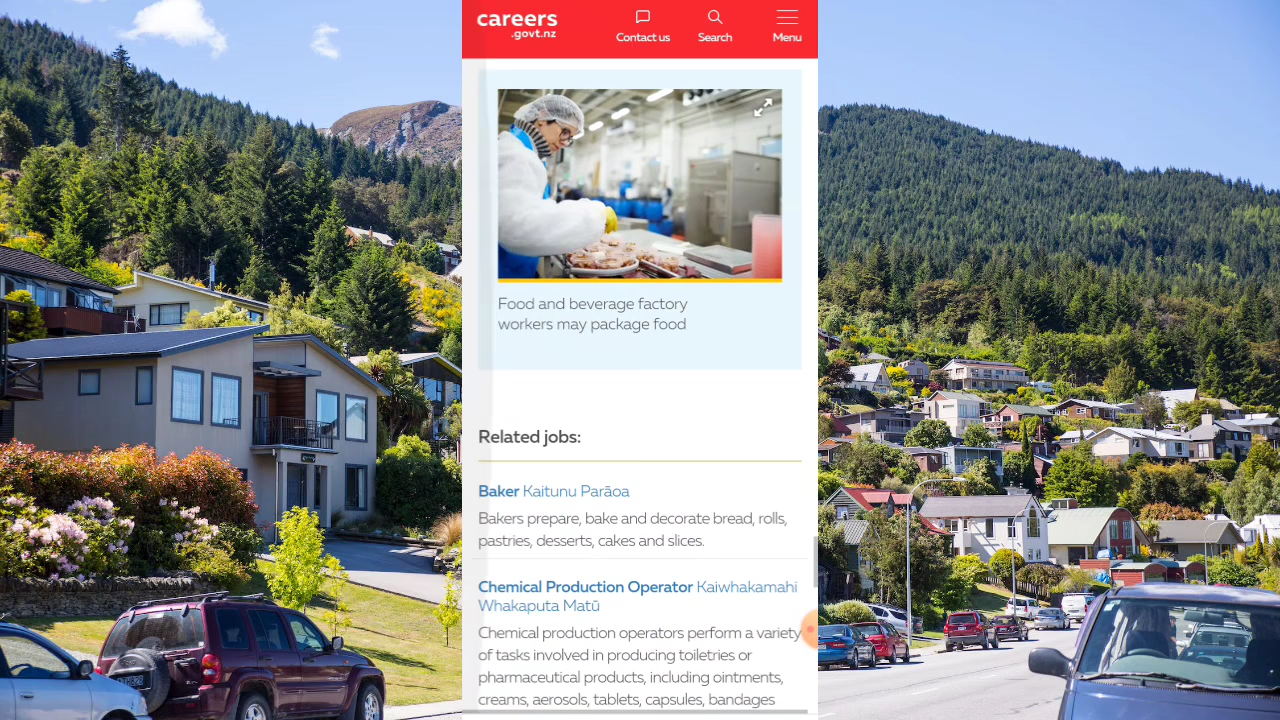 careers
.govt.nz
Contact us
Search
Menu
Food and beverage factory
workers may package food
Related jobs:
Baker Kaitunu Parāoa
Bakers prepare, bake and decorate bread, rolls,
pastries, desserts, cakes and slices.
Chemical Production Operator Kaiwhakamahi
Whakaputa Matū
Chemical production operators perform a variety
of tasks involved in producing toiletries or
pharmaceutical products, including ointments,
creams, aerosols, tablets, capsules, bandages